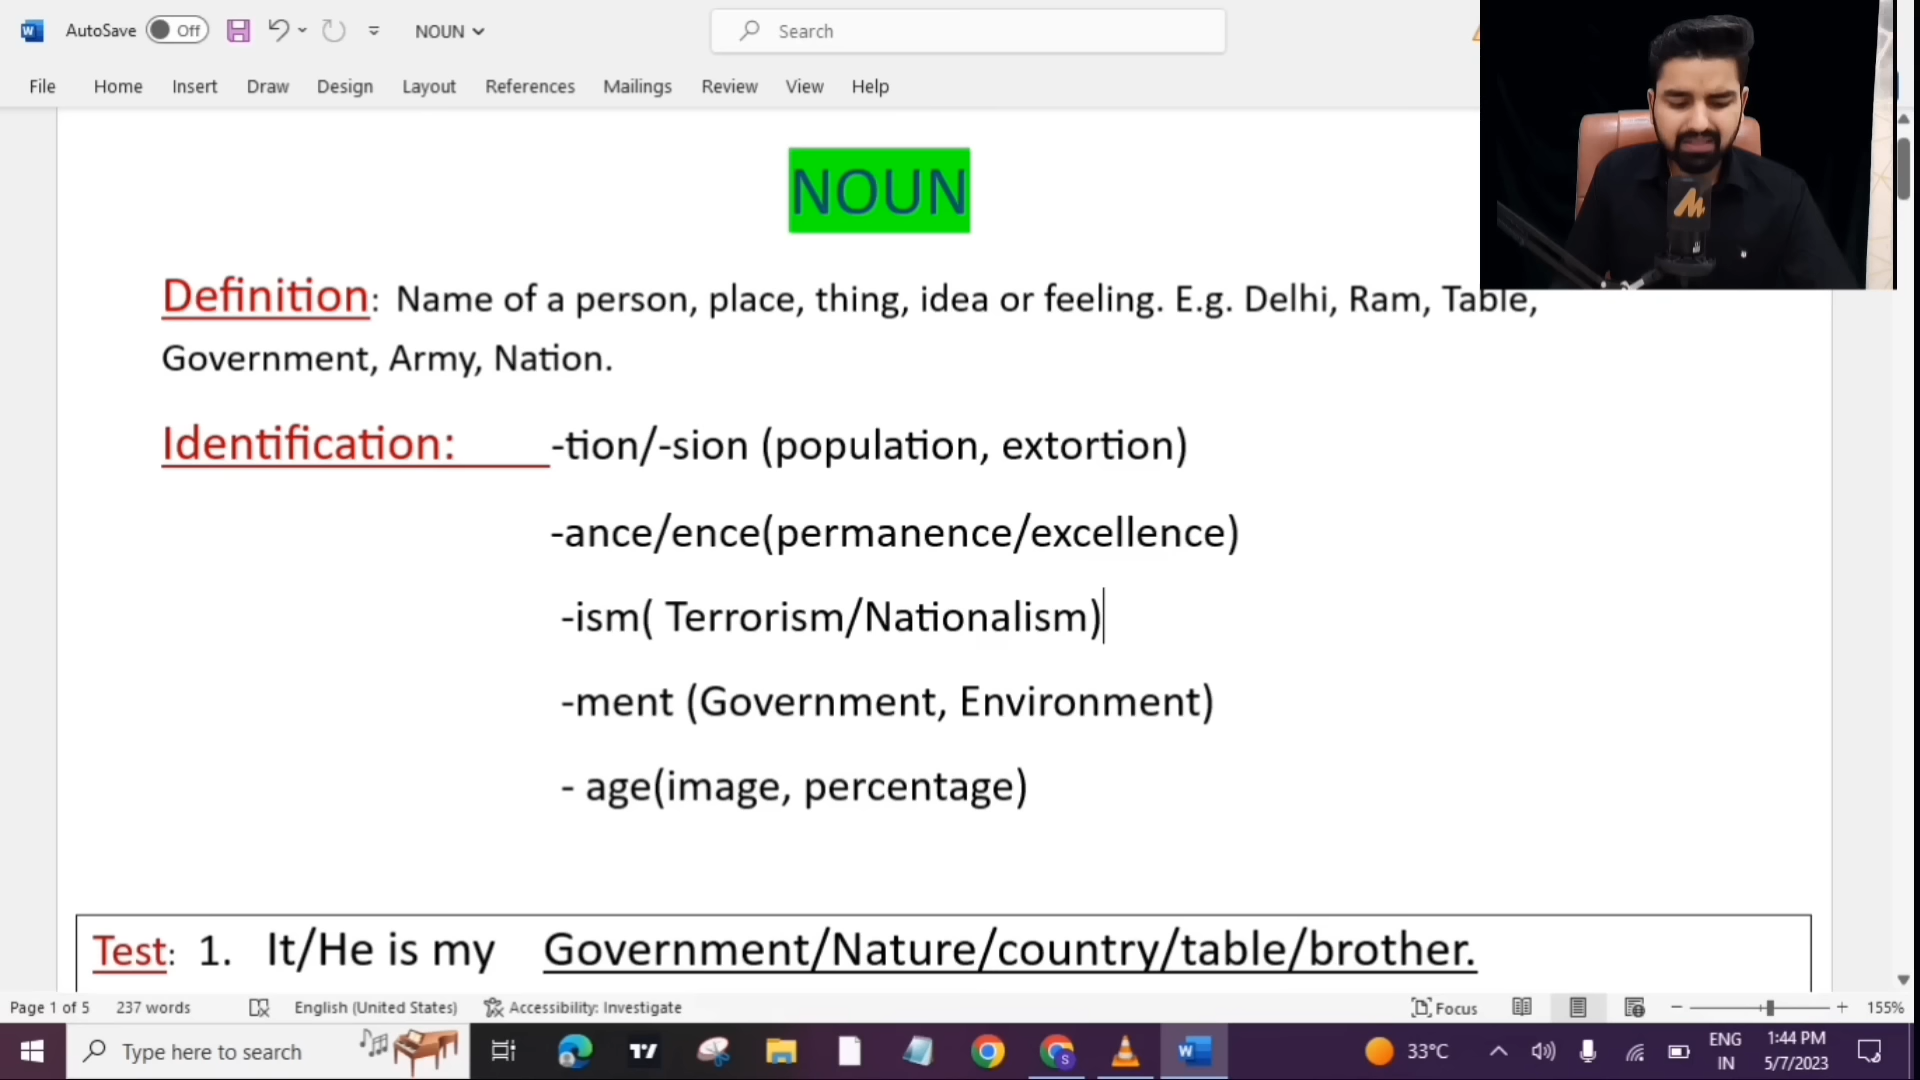 AutoSave Off NOUN Search
File Home Insert Draw Design Layout References Mailings Review View Help
NOUN
Definition: Name of a person, place, thing, idea or feeling. E.g. Delhi, Ram, Table,
Government, Army, Nation.
Identification: -tion/-sion (population, extortion)
-ance/ence(permanence/excellence)
-ism( Terrorism/Nationalism)
-ment (Government, Environment)
- age(image, percentage)
Test: 1. It/He is my Government/Nature/country/table/brother.
Page 1 of 5 237 words English (United States) Accessibility: Investigate Focus 155%
Type here to search 33°C ENG 1:44 PM
IN 5/7/2023